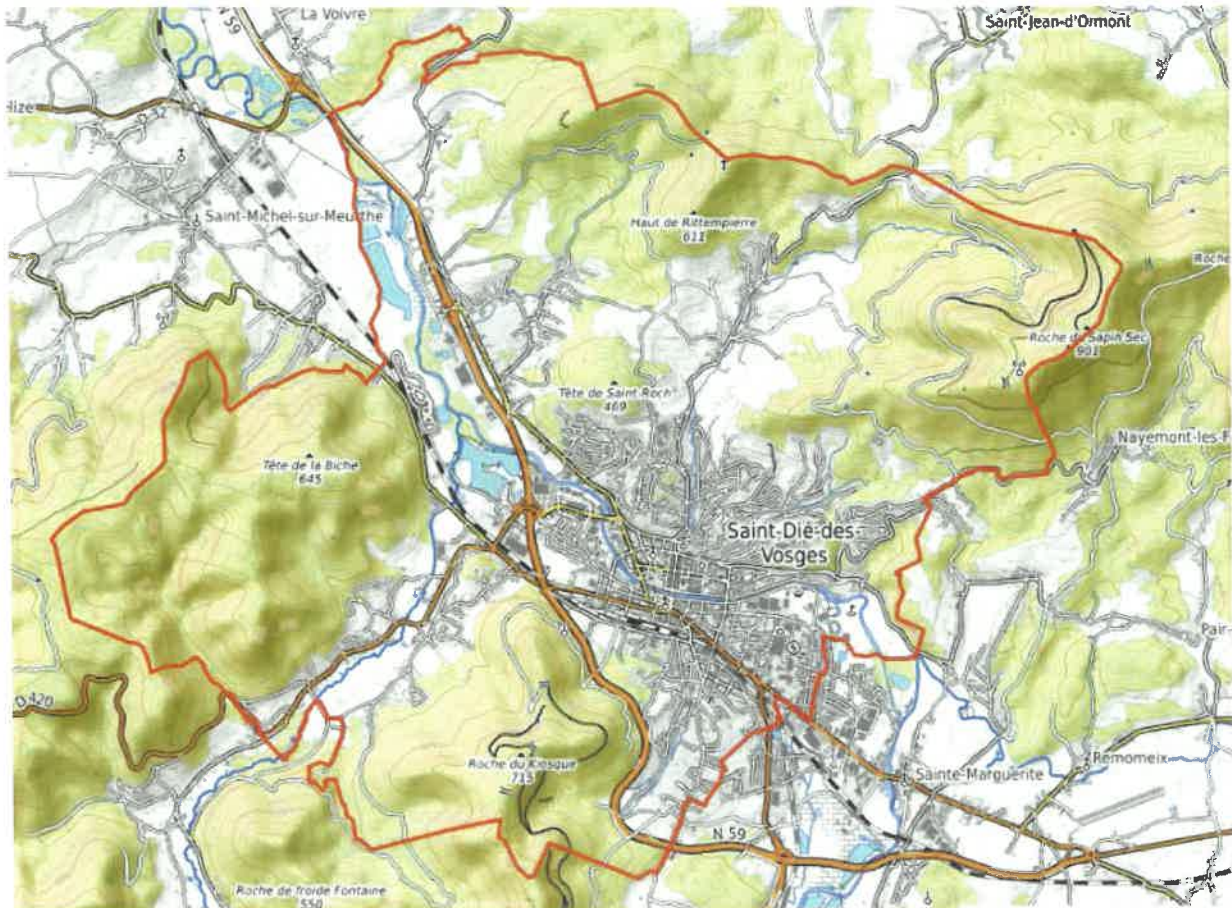 La Voivre
N 59
Saint-Jean-d'Ormont
D 32
Saint-Michel-sur-Meurthe
Haut de Rittempierre
611
Roche
Roche du Sapin Sec
901
Tête de Saint-Roch
469
Nayemont-les-
Tête de la Biche
645
Saint-Dié-des-
Vosges
Pair-
D 420
Roche du Kiosque
715
Sainte-Marguerite
Remomeix
N 59
Roche de froide Fontaine
550